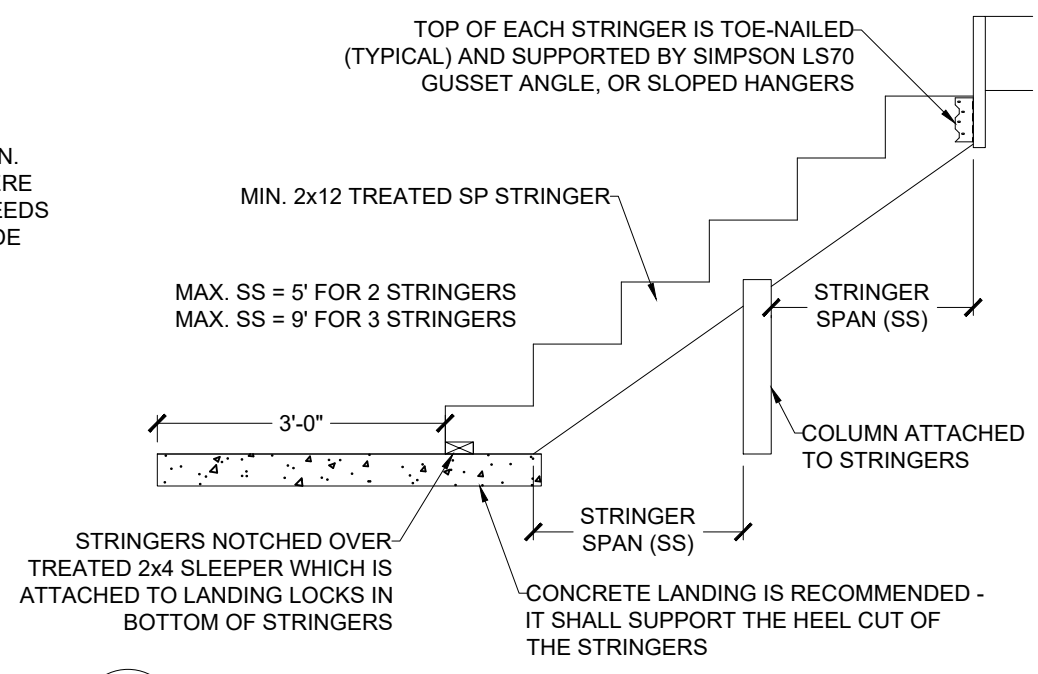 TOP OF EACH STRINGER IS TOE-NAILED
(TYPICAL) AND SUPPORTED BY SIMPSON LS70
GUSSET ANGLE, OR SLOPED HANGERS
MIN. 2x12 TREATED SP STRINGER
MAX. SS = 5' FOR 2 STRINGERS
MAX. SS = 9' FOR 3 STRINGERS
STRINGER
SPAN (SS)
3'-0"
COLUMN ATTACHED
TO STRINGERS
STRINGER
SPAN (SS)
STRINGERS NOTCHED OVER
TREATED 2x4 SLEEPER WHICH IS
ATTACHED TO LANDING LOCKS IN
BOTTOM OF STRINGERS
CONCRETE LANDING IS RECOMMENDED -
IT SHALL SUPPORT THE HEEL CUT OF
THE STRINGERS